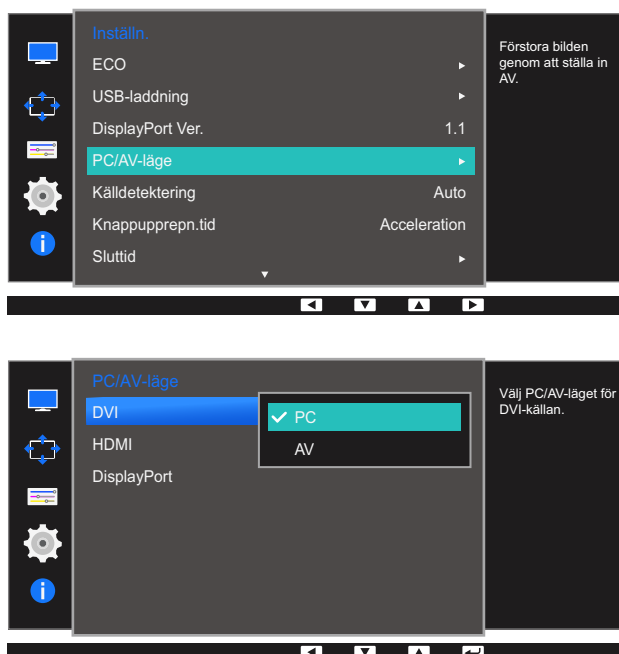 Inställn.
ECO
USB-laddning
DisplayPort Ver. 1.1
PC/AV-läge
Källdetektering Auto
Knappupprepn.tid Acceleration
Sluttid
Förstora bilden
genom att ställa in
AV.
PC/AV-läge
DVI
PC
HDMI
AV
DisplayPort
Välj PC/AV-läget för
DVI-källan.